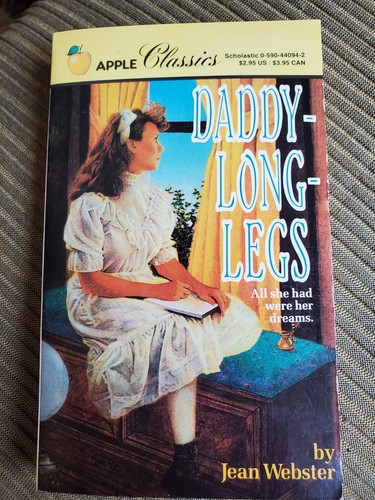 APPLE Classics
Scholastic 0-590-44094-2
$2.95 US / $3.95 CAN
DADDY-
LONG-
LEGS
All she had
were her
dreams.
by
Jean Webster